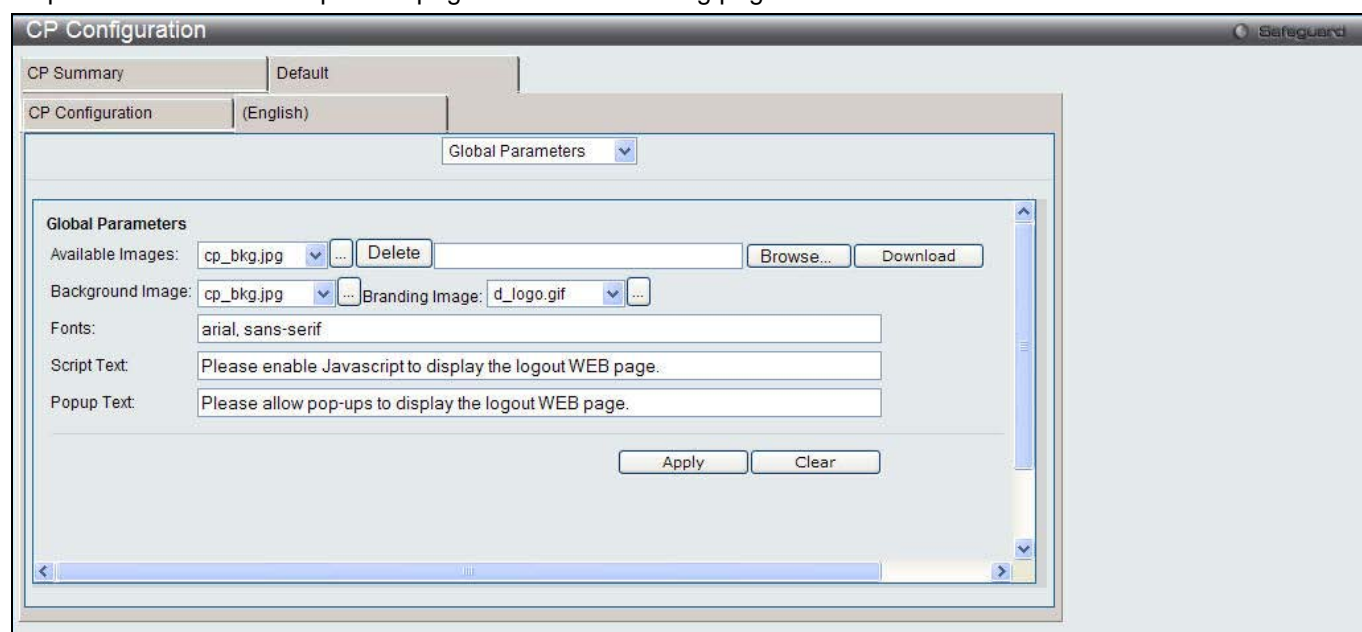 CP Configuration
Safeguard
CP Summary Default
CP Configuration (English)
Global Parameters
Global Parameters
Available Images: cp_bkg.jpg ... Delete Browse... Download
Background Image: cp_bkg.jpg ... Branding Image: d_logo.gif ...
Fonts: arial, sans-serif
Script Text: Please enable Javascript to display the logout WEB page.
Popup Text: Please allow pop-ups to display the logout WEB page.
Apply Clear